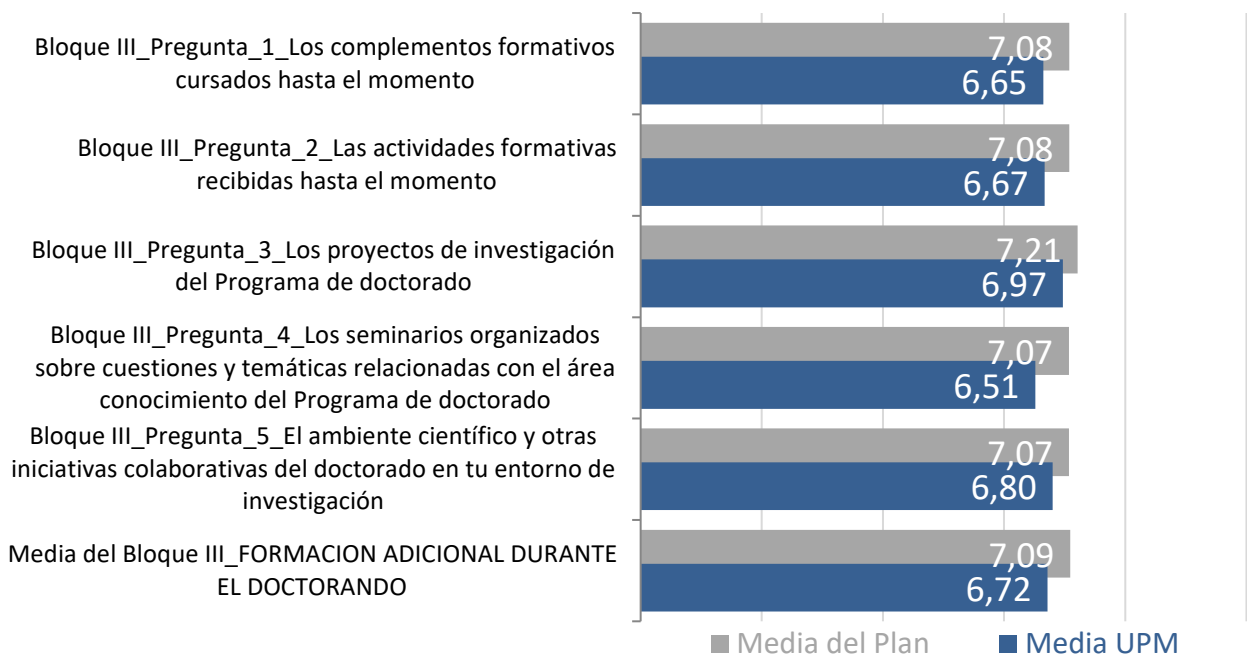 Bloque III_Pregunta_1_Los complementos formativos
cursados hasta el momento
7,08
6,65
Bloque III_Pregunta_2_Las actividades formativas
recibidas hasta el momento
7,08
6,67
Bloque III_Pregunta_3_Los proyectos de investigación
del Programa de doctorado
7,21
6,97
Bloque III_Pregunta_4_Los seminarios organizados
sobre cuestiones y temáticas relacionadas con el área
conocimiento del Programa de doctorado
7,07
6,51
Bloque III_Pregunta_5_El ambiente científico y otras
iniciativas colaborativas del doctorado en tu entorno de
investigación
7,07
6,80
Media del Bloque III_FORMACION ADICIONAL DURANTE
EL DOCTORANDO
7,09
6,72
Media del Plan
Media UPM